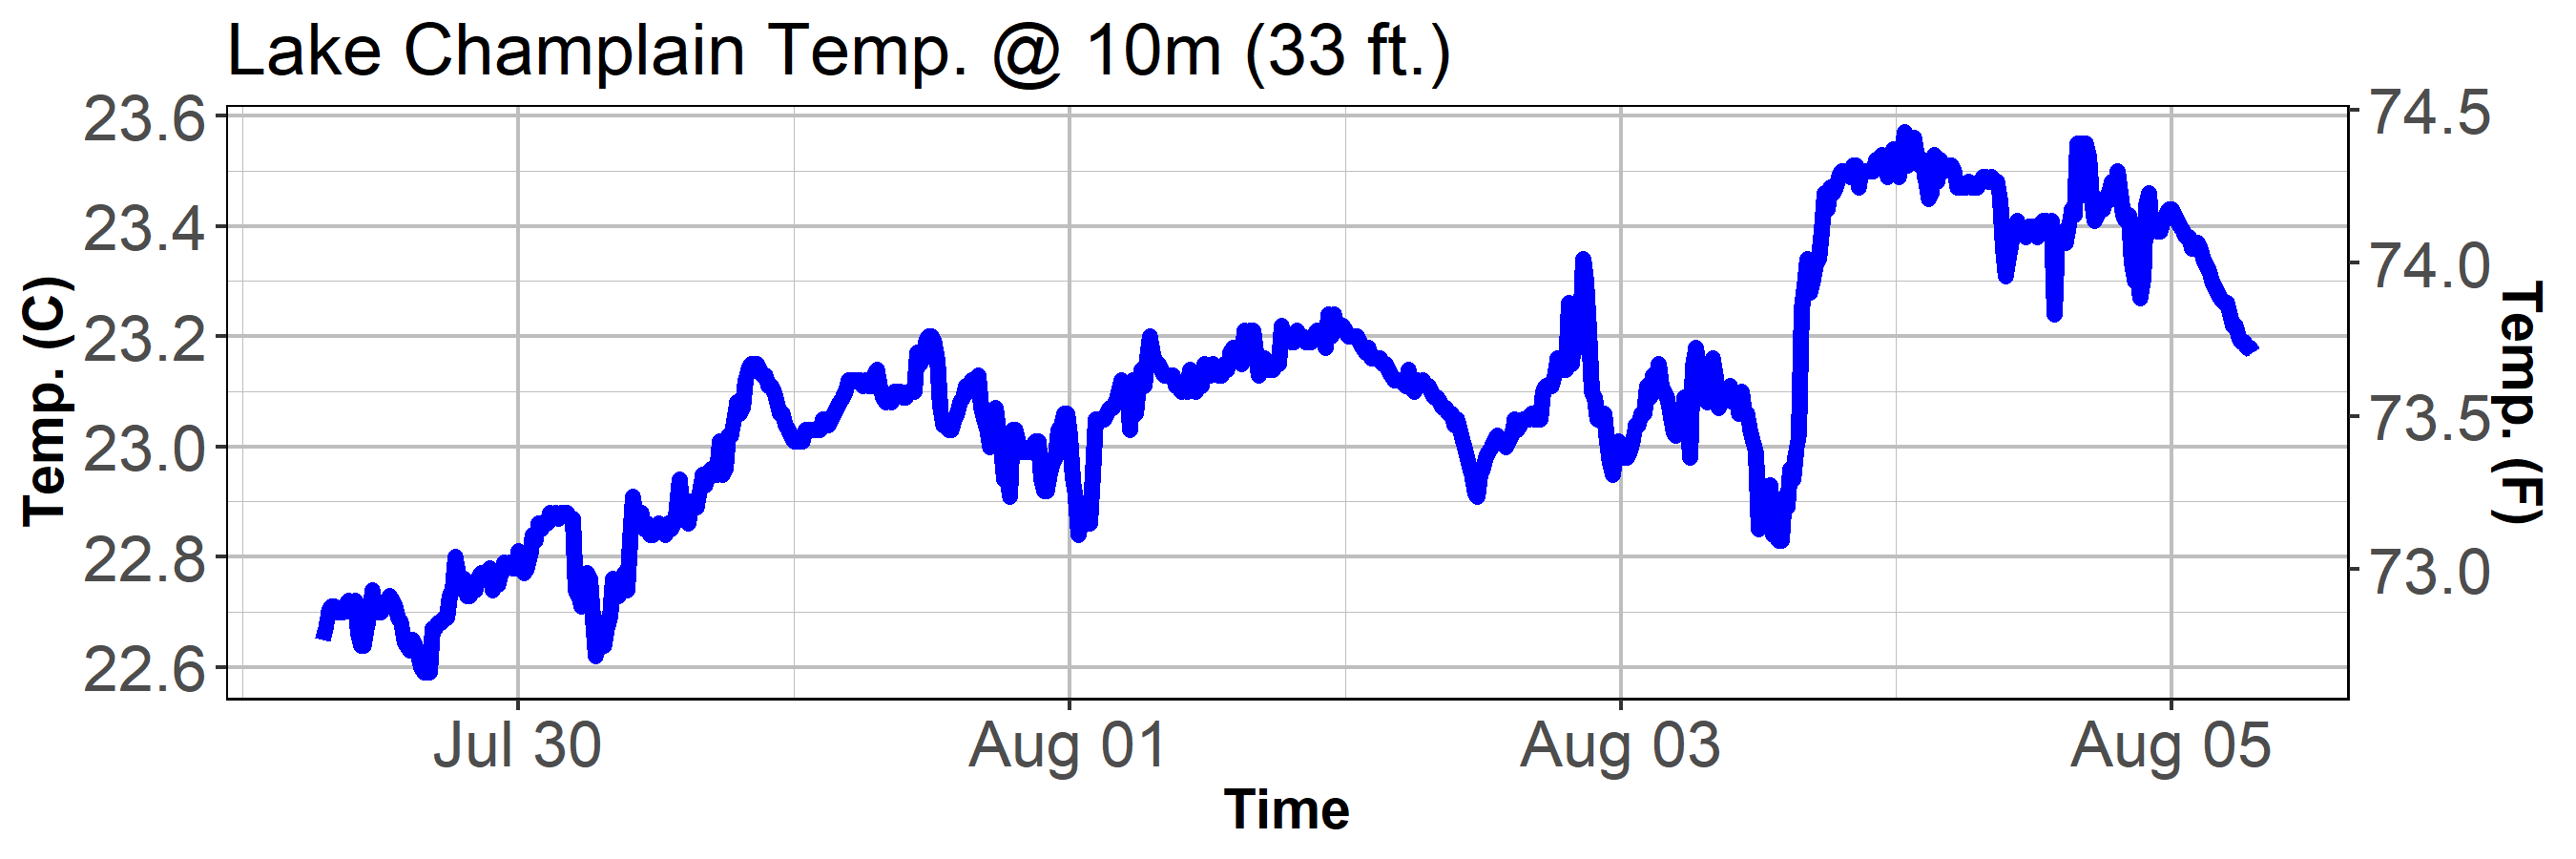 Lake Champlain Temp. @ 10m (33 ft.)
23.6
23.4
23.2
23.0
22.8
22.6
Temp. (C)
74.5
74.0
73.5
73.0
Temp. (F)
Jul 30
Aug 01
Aug 03
Aug 05
Time